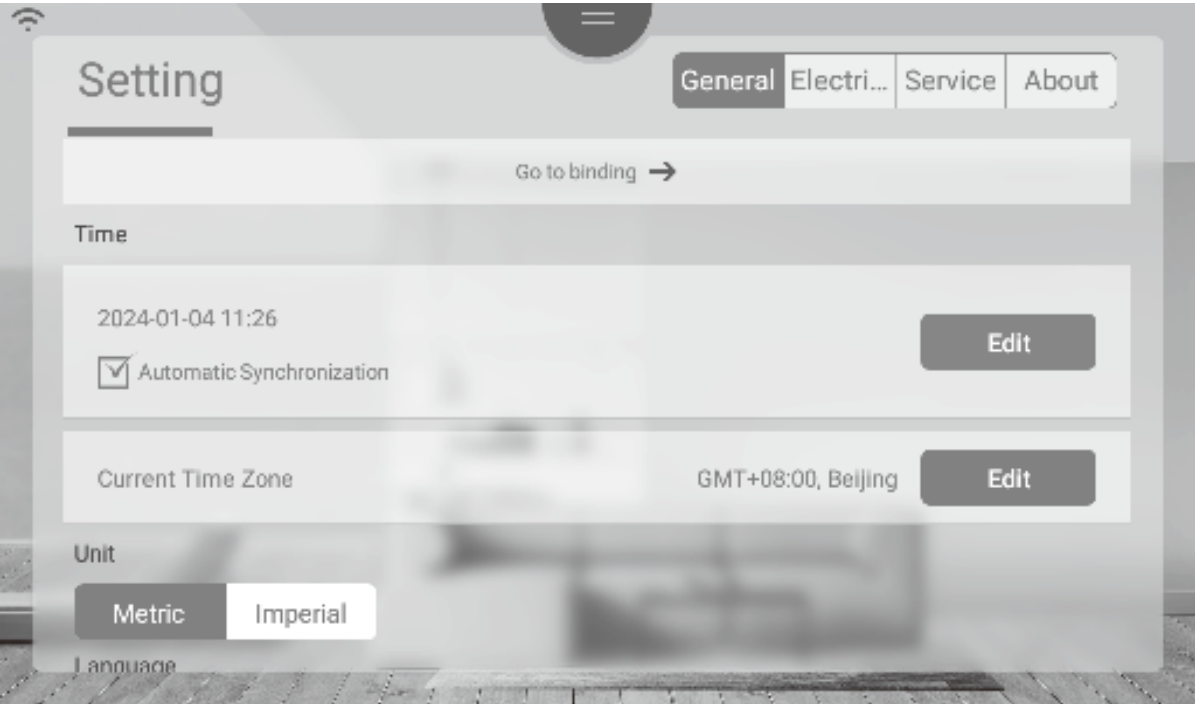 Setting
General Electri... Service About
Go to binding
Time
2024-01-04 11:26
Automatic Synchronization
Edit
Current Time Zone
GMT+08:00, Beijing
Edit
Unit
Metric Imperial
Language